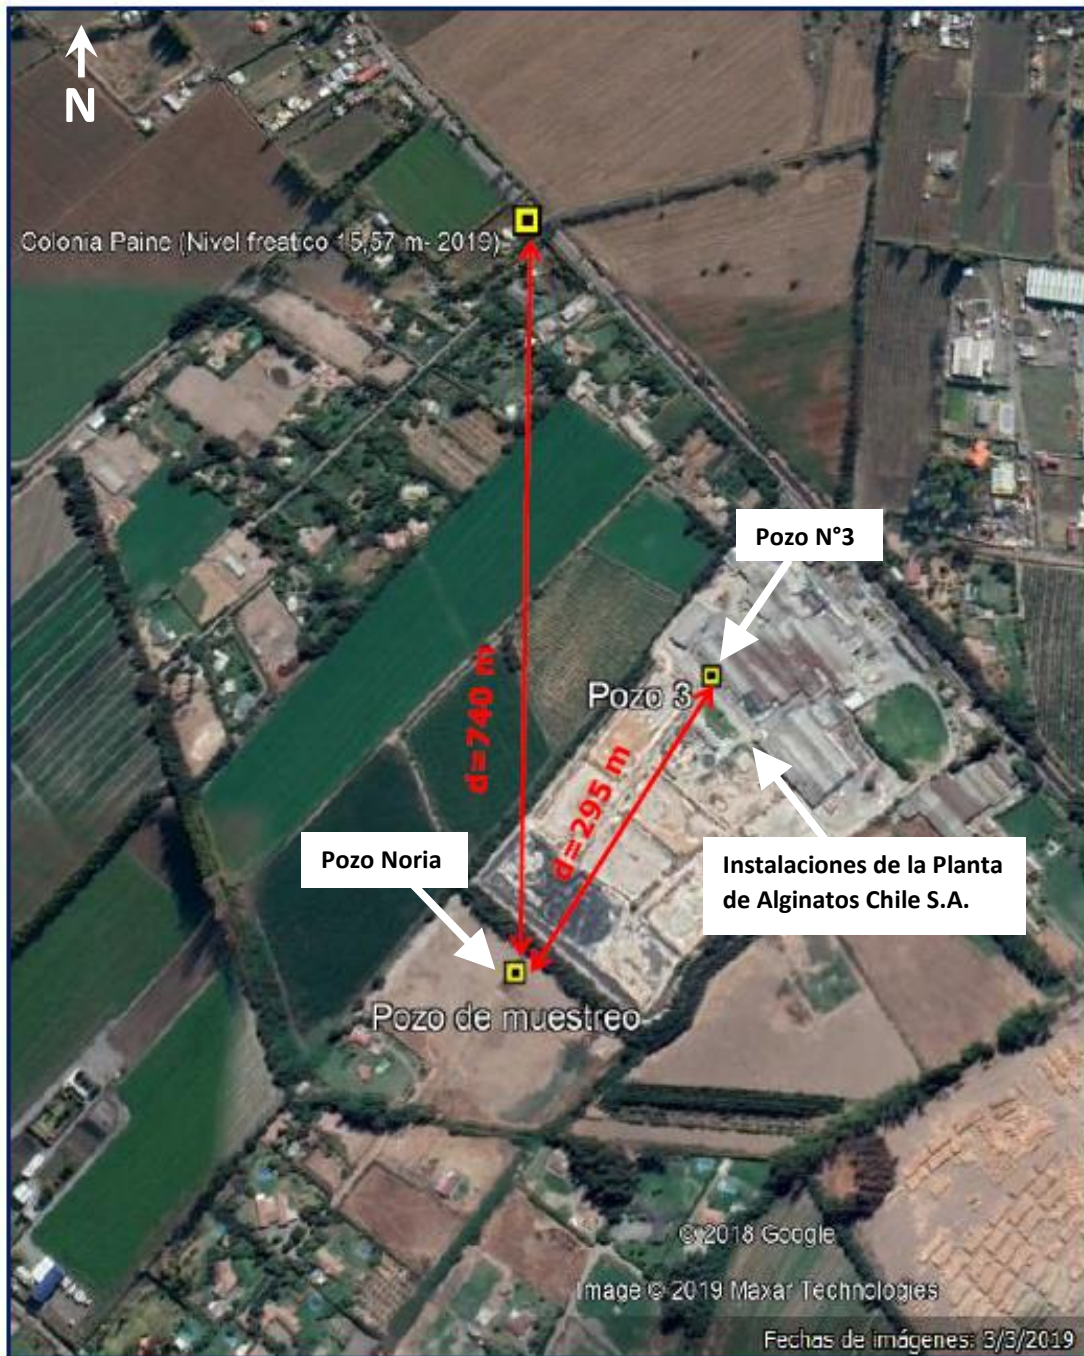 N
Colonia Paine (Nivel freatico 15,57 m- 2019)
Pozo N°3
Pozo 3
d=740 m
d=295 m
Pozo Noria
Instalaciones de la Planta
de Alginatos Chile S.A.
Pozo de muestreo
© 2018 Google
Image © 2019 Maxar Technologies
Fechas de imágenes: 3/3/2019